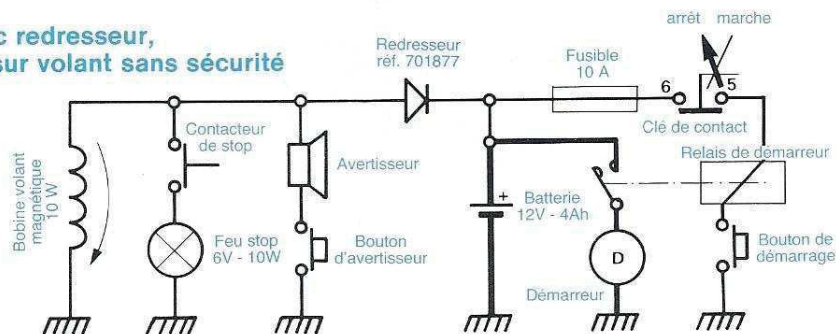 c redresseur,
sur volant sans sécurité
arrêt marche
Redresseur
réf. 701877
Fusible
10 A
6
5
Clé de contact
Contacteur
de stop
Avertisseur
Relais de démarreur
Bobine volant
magnétique
10 W
+
Batterie
12V - 4Ah
Feu stop
6V - 10W
Bouton
d'avertisseur
D
Bouton de
démarrage
Démarreur